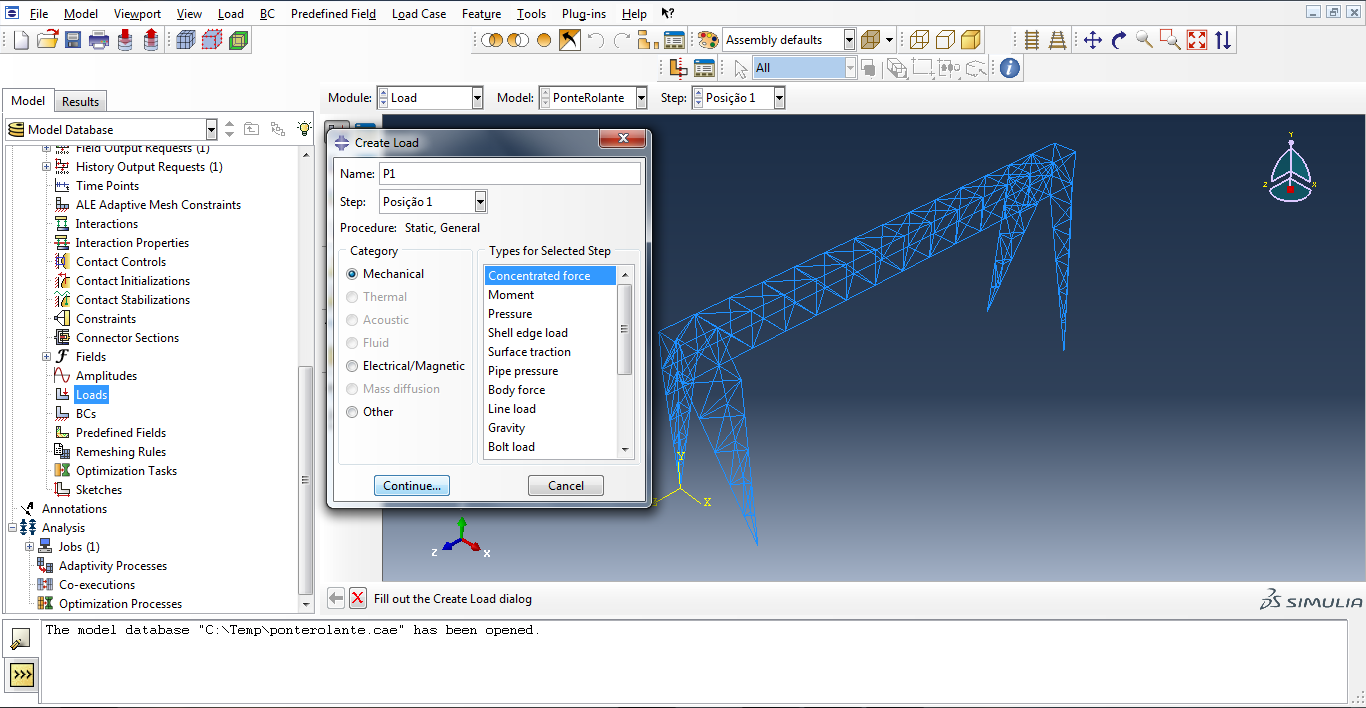 File Model Viewport View Load BC Predefined Field Load Case Feature Tools Plug-ins Help
Assembly defaults
All
Model Results
Module: Load Model: PonteRolante Step: Posição 1
Model Database
Field Output Requests (1)
History Output Requests (1)
Time Points
ALE Adaptive Mesh Constraints
Interactions
Interaction Properties
Contact Controls
Contact Initializations
Contact Stabilizations
Constraints
Connector Sections
Fields
Amplitudes
Loads
BCs
Predefined Fields
Remeshing Rules
Optimization Tasks
Sketches
Annotations
Analysis
Jobs (1)
Adaptivity Processes
Co-executions
Optimization Processes
Create Load
Name: P1
Step: Posição 1
Procedure: Static, General
Category
Mechanical
Thermal
Acoustic
Fluid
Electrical/Magnetic
Mass diffusion
Other
Types for Selected Step
Concentrated force
Moment
Pressure
Shell edge load
Surface traction
Pipe pressure
Body force
Line load
Gravity
Bolt load
Continue... Cancel
Y
Z X
Y
X
Z X
Fill out the Create Load dialog
SIMULIA
The model database "C:\Temp\ponterolante.cae" has been opened.
>>>